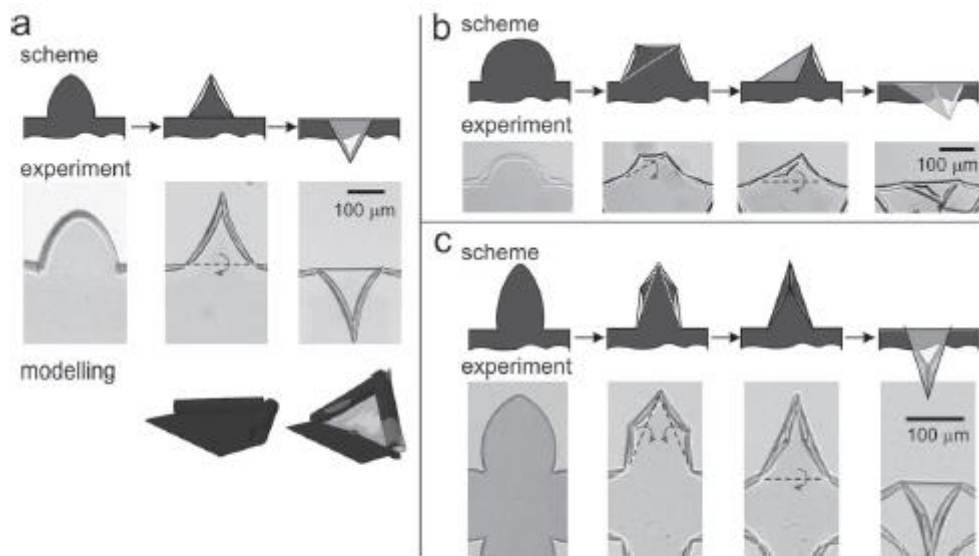 a
scheme
experiment
100 μm
modelling
b
scheme
experiment
100 μm
c
scheme
experiment
100 μm